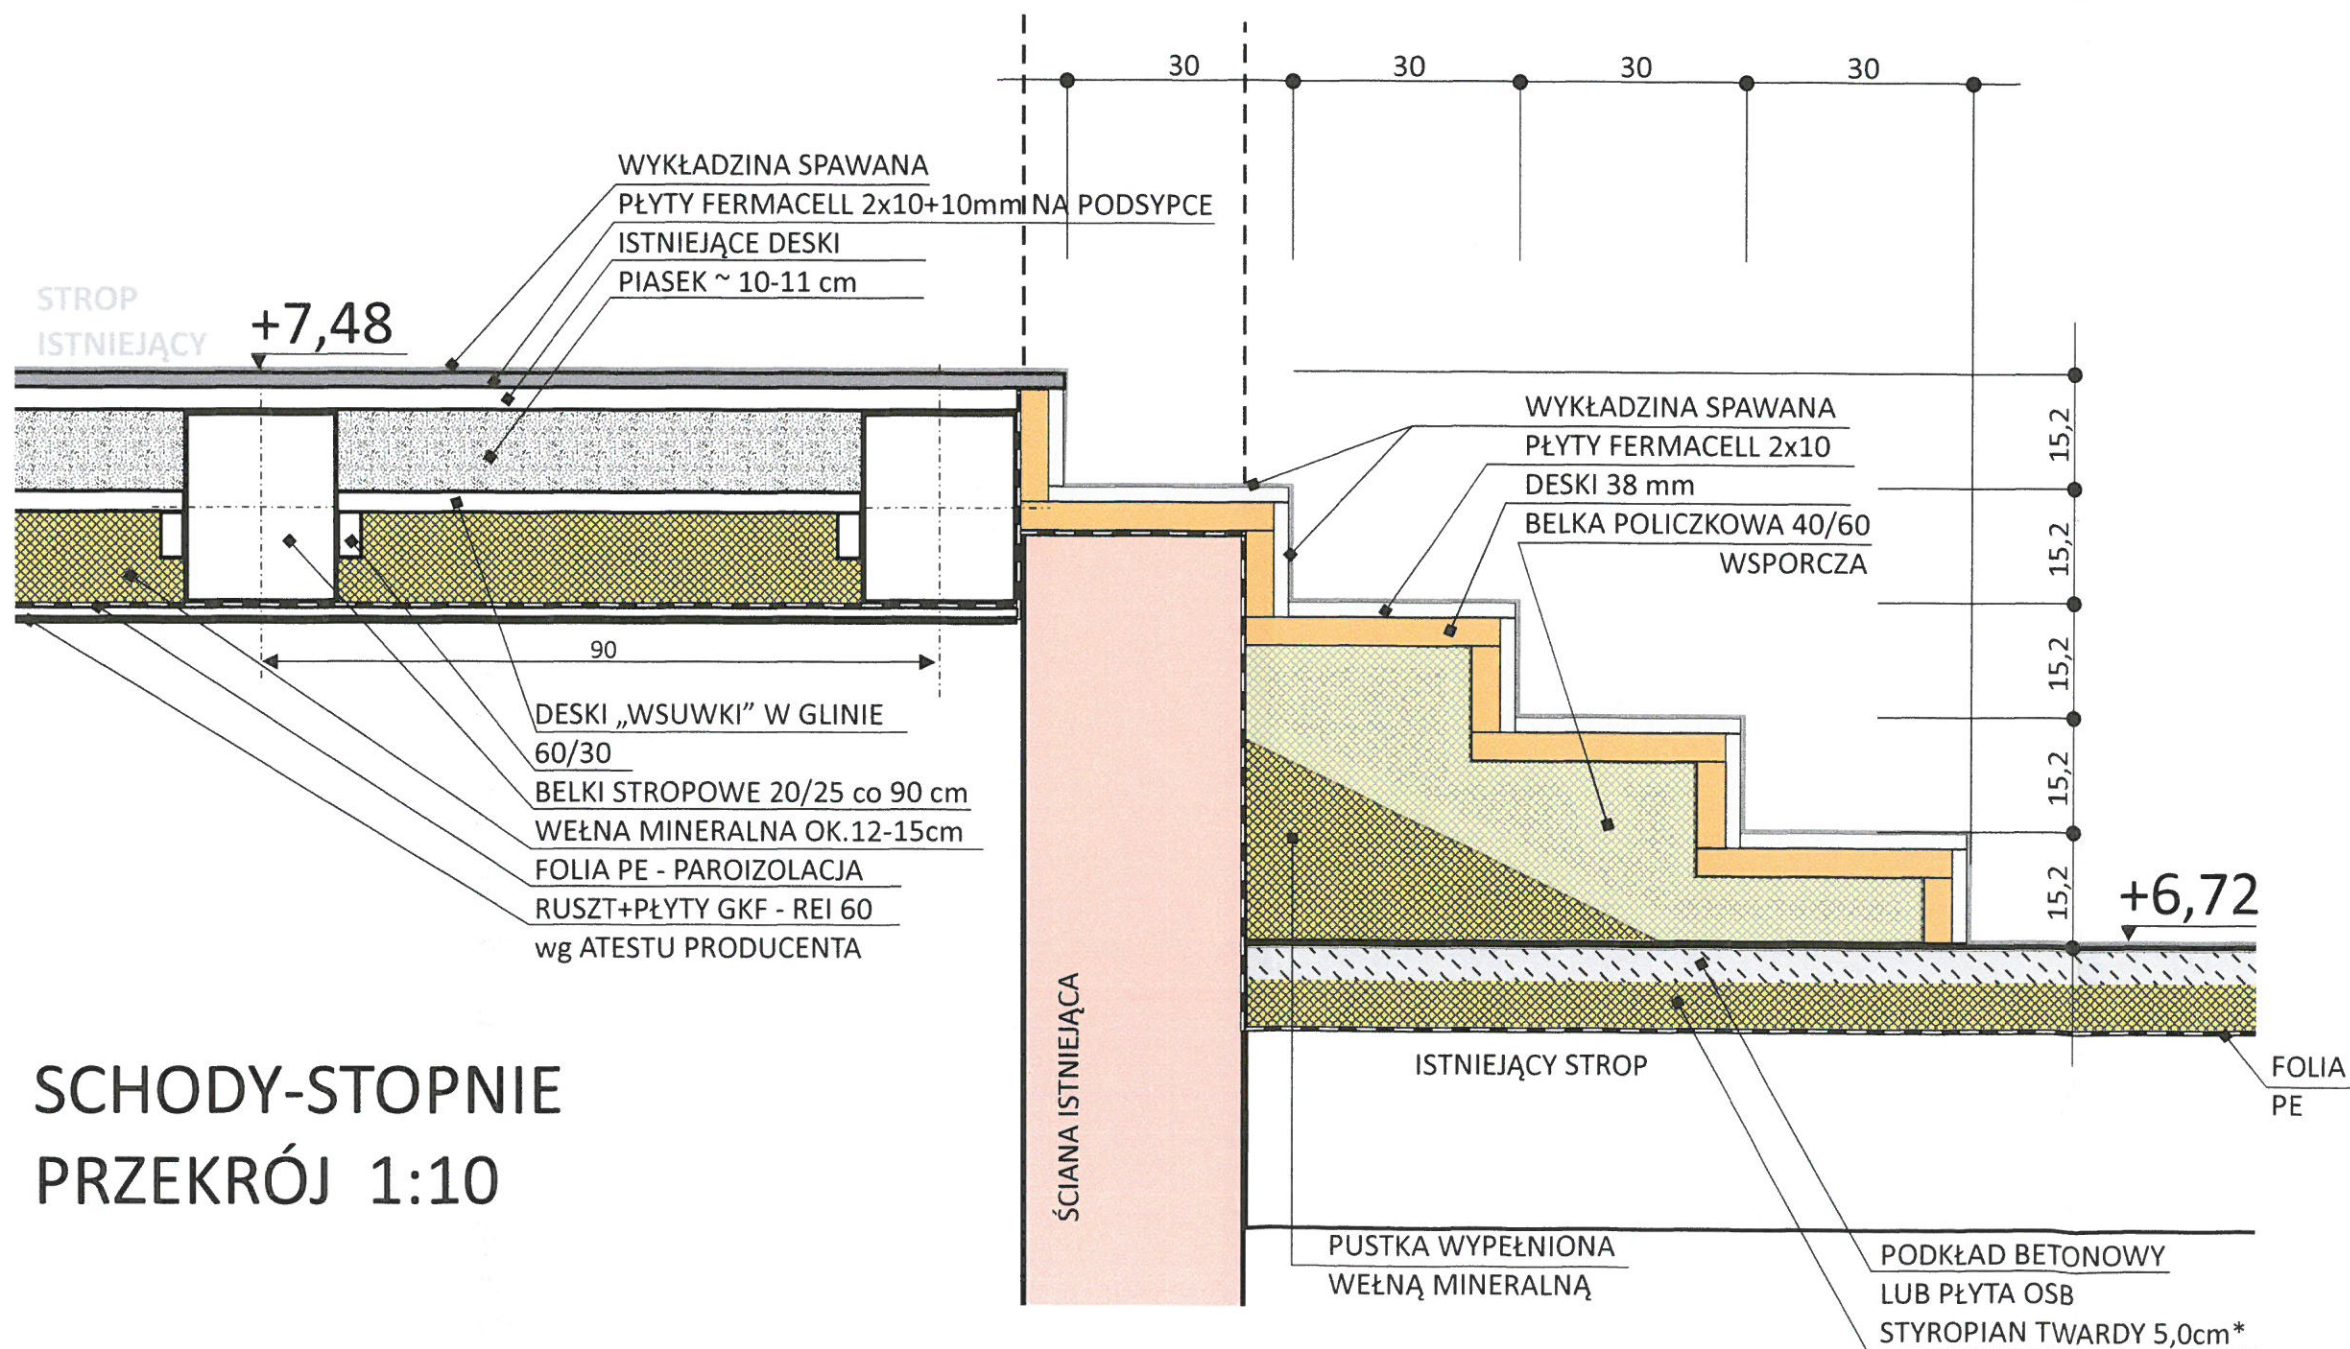 30
30
30
30
WYKŁADZINA SPAWANA
PŁYTY FERMACELL 2x10+10mm NA PODSYPCE
ISTNIEJĄCE DESKI
PIASEK ~ 10-11 cm
STROP
ISTNIEJĄCY
+7,48
WYKŁADZINA SPAWANA
PŁYTY FERMACELL 2x10
DESKI 38 mm
BELKA POLICZKOWA 40/60
WSPORCZA
15,2
15,2
15,2
15,2
15,2
+6,72
90
DESKI „WSUWKI” W GLINIE
60/30
BELKI STROPOWE 20/25 co 90 cm
WEŁNA MINERALNA OK.12-15cm
FOLIA PE - PAROIZOLACJA
RUSZT+PŁYTY GKF - REI 60
wg ATESTU PRODUCENTA
ŚCIANA ISTNIEJĄCA
ISTNIEJĄCY STROP
FOLIA
PE
SCHODY-STOPNIE
PRZEKRÓJ 1:10
PUSTKA WYPEŁNIONA
WEŁNĄ MINERALNĄ
PODKŁAD BETONOWY
LUB PŁYTA OSB
STYROPIAN TWARDY 5,0cm*